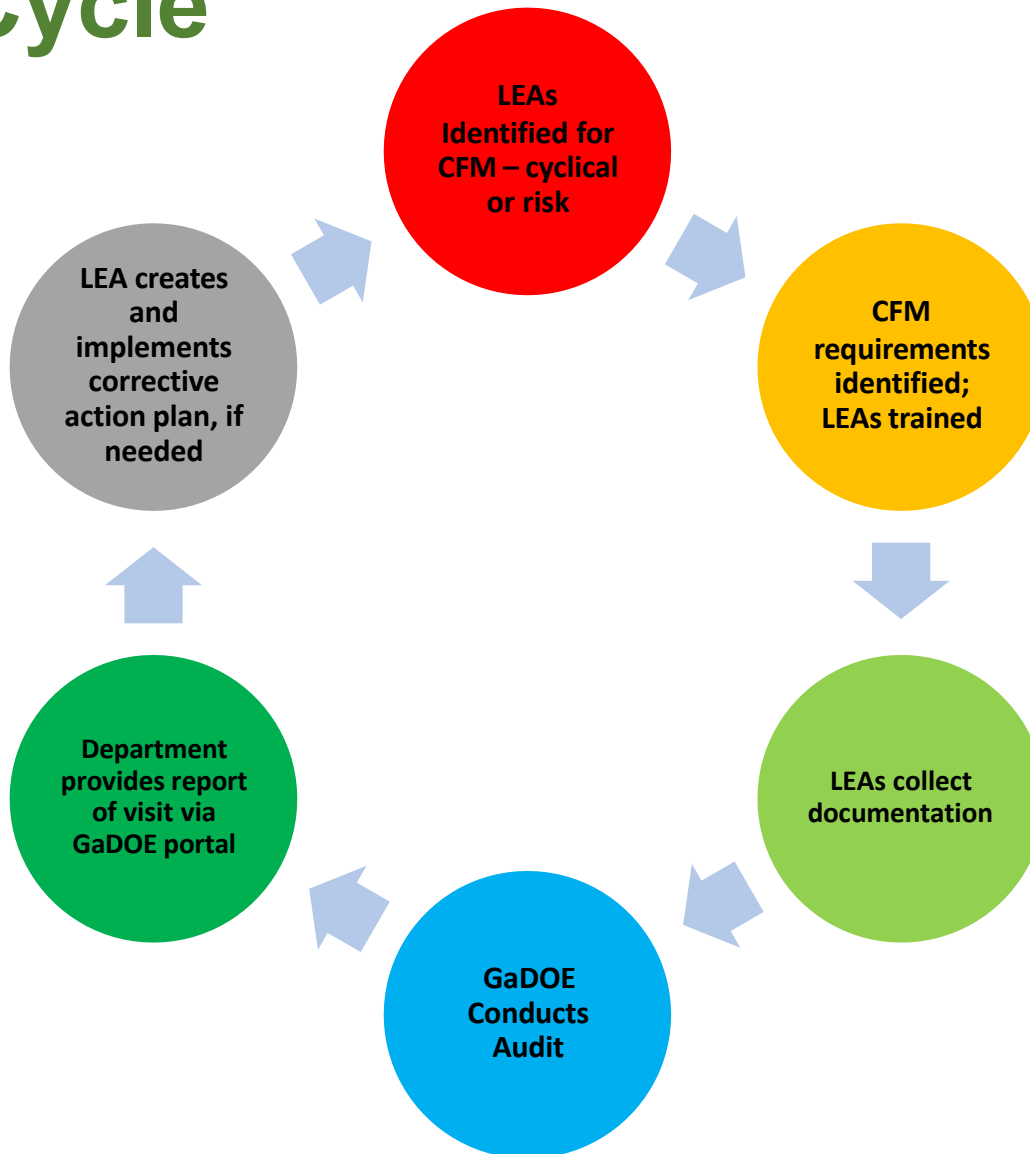 Cycle
LEAs
Identified for
CFM – cyclical
or risk
CFM
requirements
identified;
LEAs trained
LEAs collect
documentation
GaDOE
Conducts
Audit
Department
provides report
of visit via
GaDOE portal
LEA creates
and
implements
corrective
action plan, if
needed